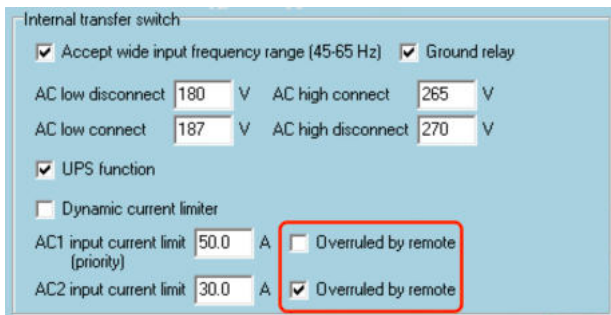 Internal transfer switch
Accept wide input frequency range (45-65 Hz) Ground relay
AC low disconnect 180 V AC high connect 265 V
AC low connect 187 V AC high disconnect 270 V
UPS function
Dynamic current limiter
AC1 input current limit 50.0 A Overruled by remote
(priority)
AC2 input current limit 30.0 A Overruled by remote